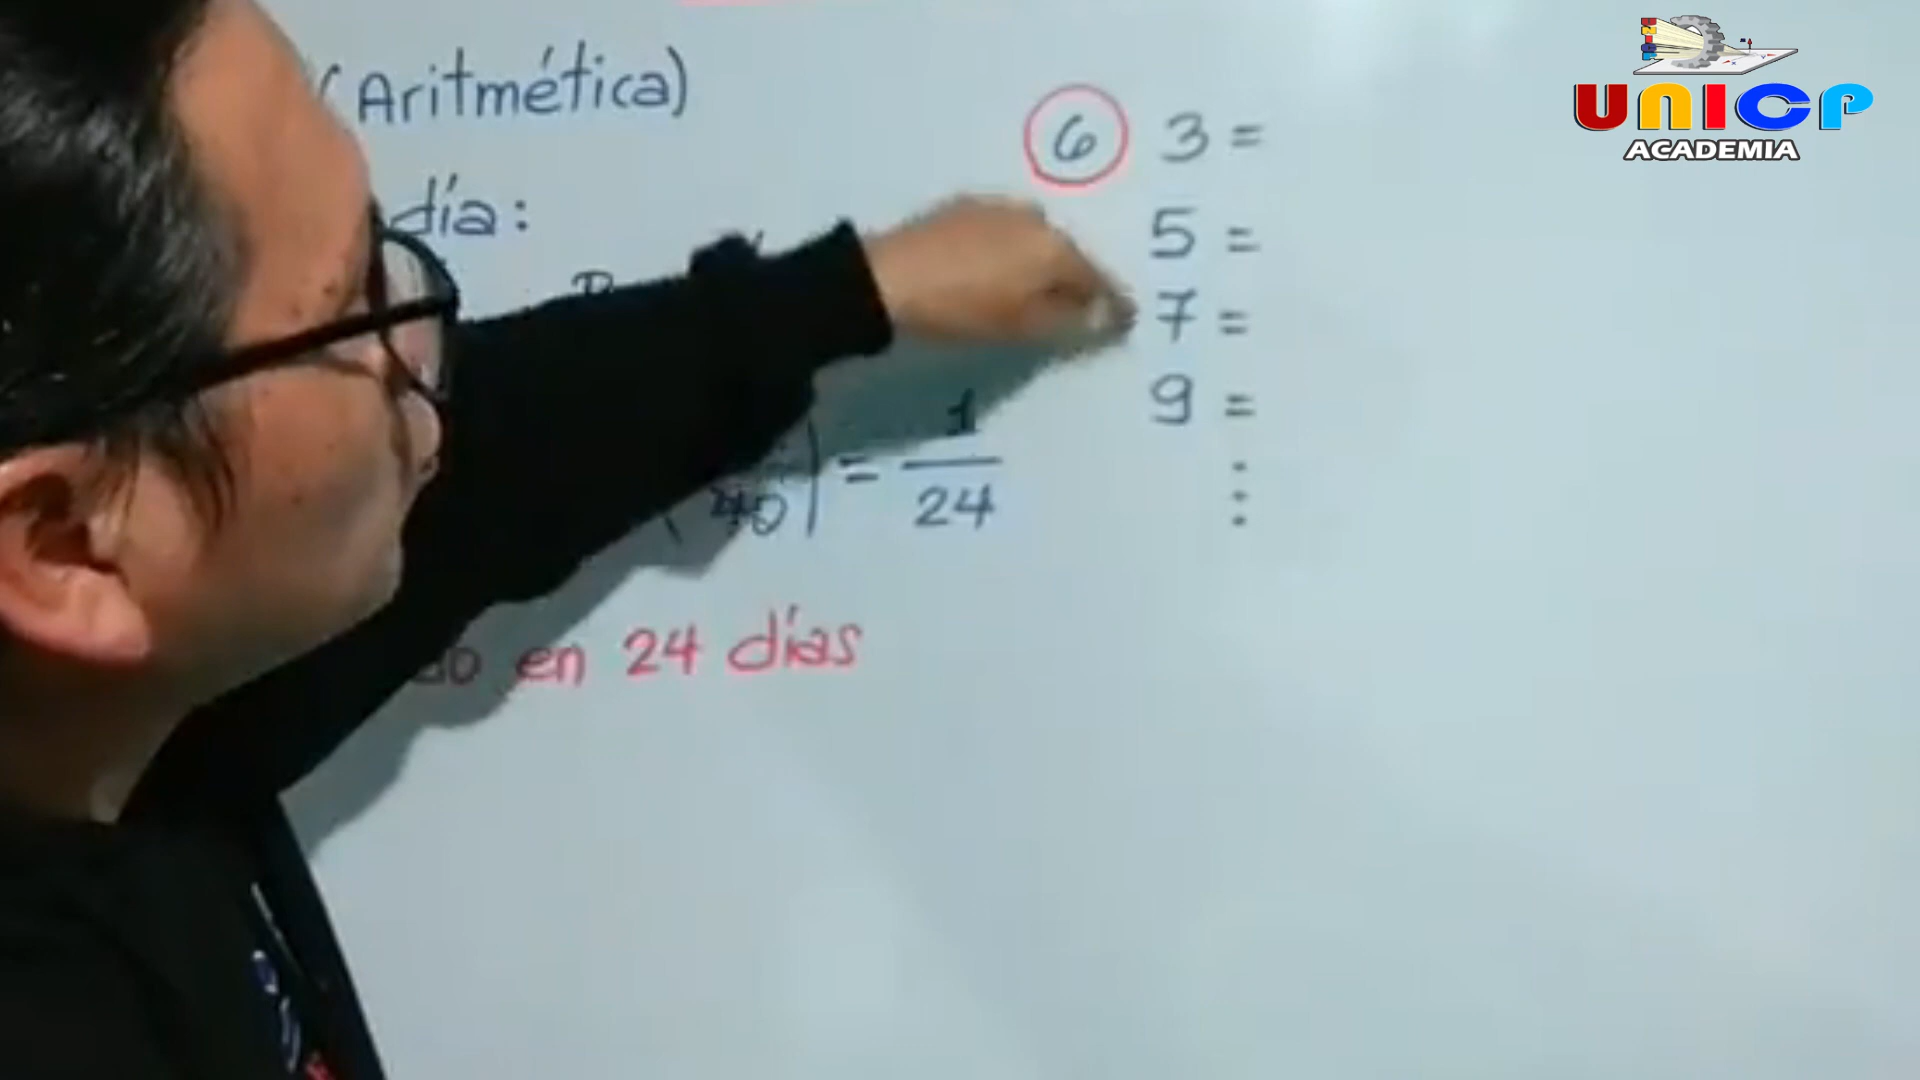 (Aritmética)
día:
40) = 1/24
en 24 días
6 3 =
5 =
7 =
9 =
⋮
UNICP
ACADEMIA